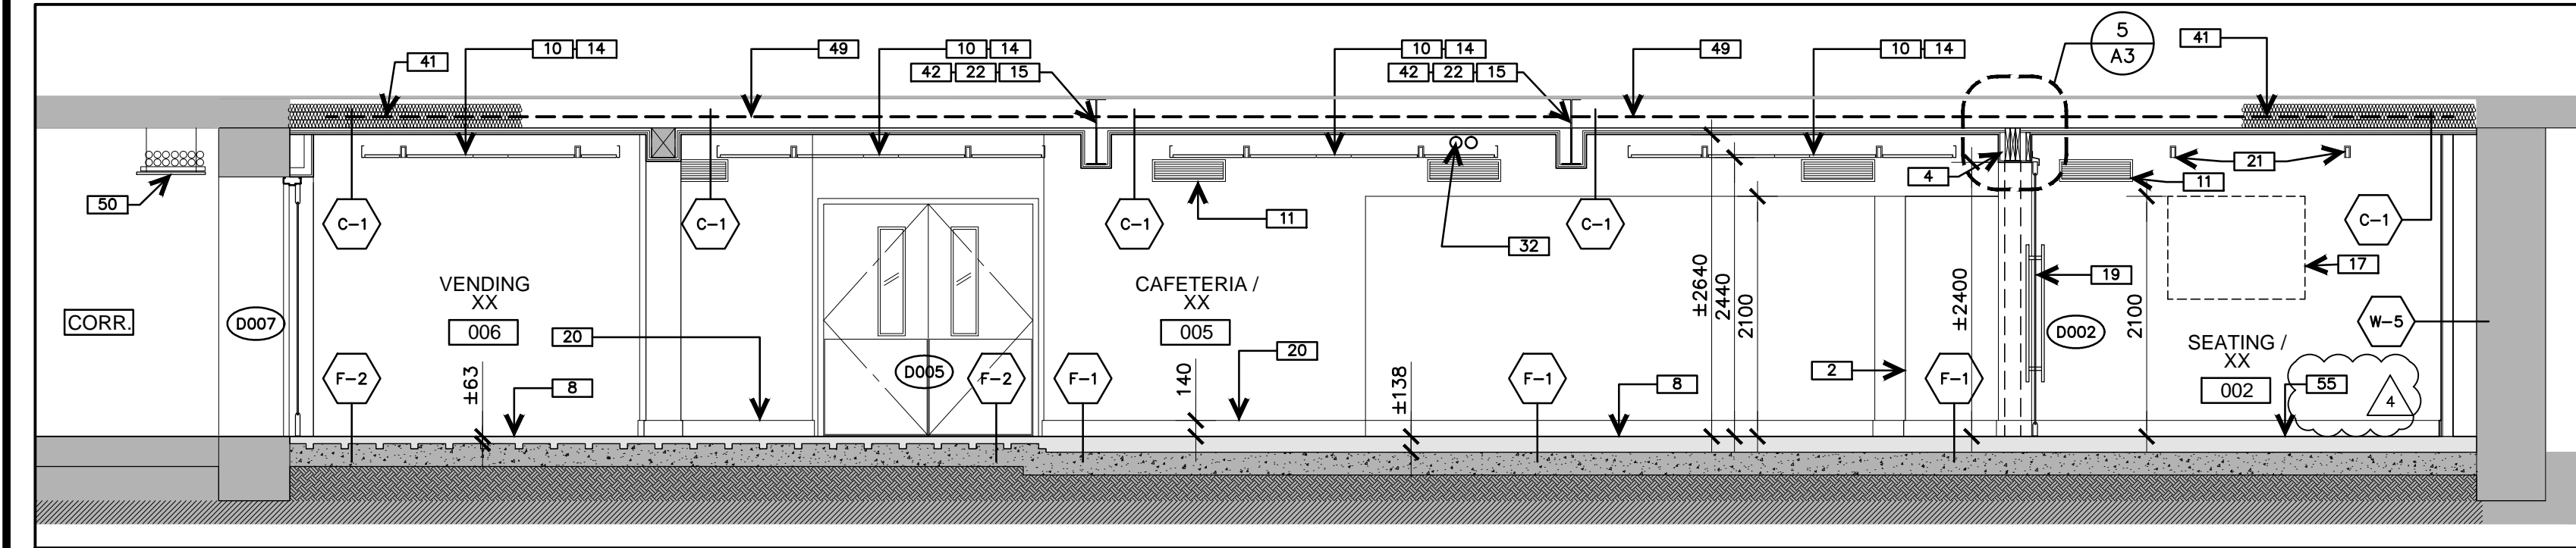 5
A3
41
10 14
49
10 14
10 14
49
10 14
41
42 22 15
42 22 15
4
21
11
50
C-1
C-1
C-1
11
C-1
32
C-1
17
19
VENDING
XX
006
CAFETERIA /
XX
005
±2640
2440
2100
±2400
2100
CORR.
D007
D002
W-5
20
20
SEATING /
XX
002
F-2
±63
8
D005
F-2
F-1
140
±138
F-1
8
2
F-1
55
4